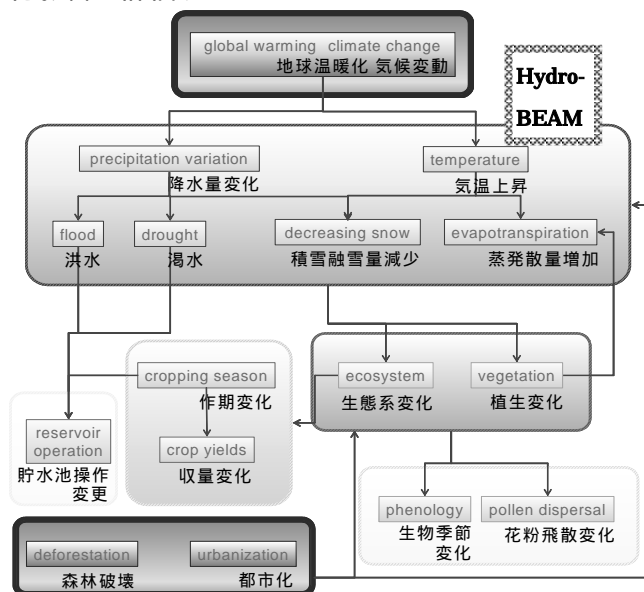 global warming climate change
地球温暖化 気候変動
Hydro-
BEAM
precipitation variation
降水量変化
temperature
気温上昇
flood
洪水
drought
渇水
decreasing snow
積雪融雪量減少
evapotranspiration
蒸発散量増加
cropping season
作期変化
ecosystem
生態系変化
vegetation
植生変化
reservoir
operation
貯水池操作
変更
crop yields
収量変化
phenology
生物季節
変化
pollen dispersal
花粉飛散変化
deforestation
森林破壊
urbanization
都市化